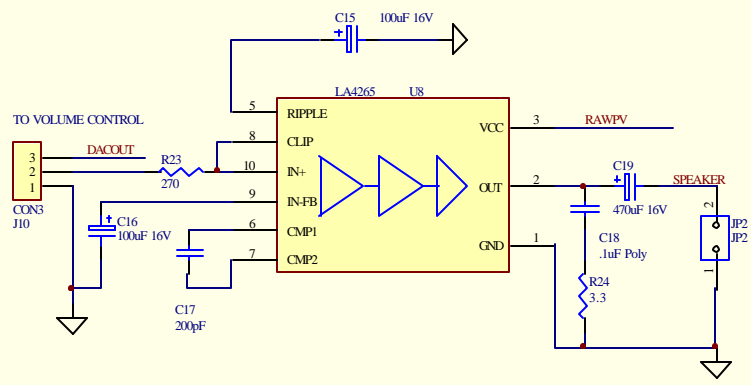 C15 100uF 16V
LA4265 U8
5 RIPPLE
VCC 3 RAWPV
TO VOLUME CONTROL
8 CLIP
3 DACOUT
2 R23 270
10 IN+
1
CON3
J10
9 IN-FB
OUT 2
C19
470uF 16V
SPEAKER
C16
100uF 16V
6 CMP1
7 CMP2
GND 1
C18
.1uF Poly
2
JP2
JP2
1
R24
3.3
C17
200pF